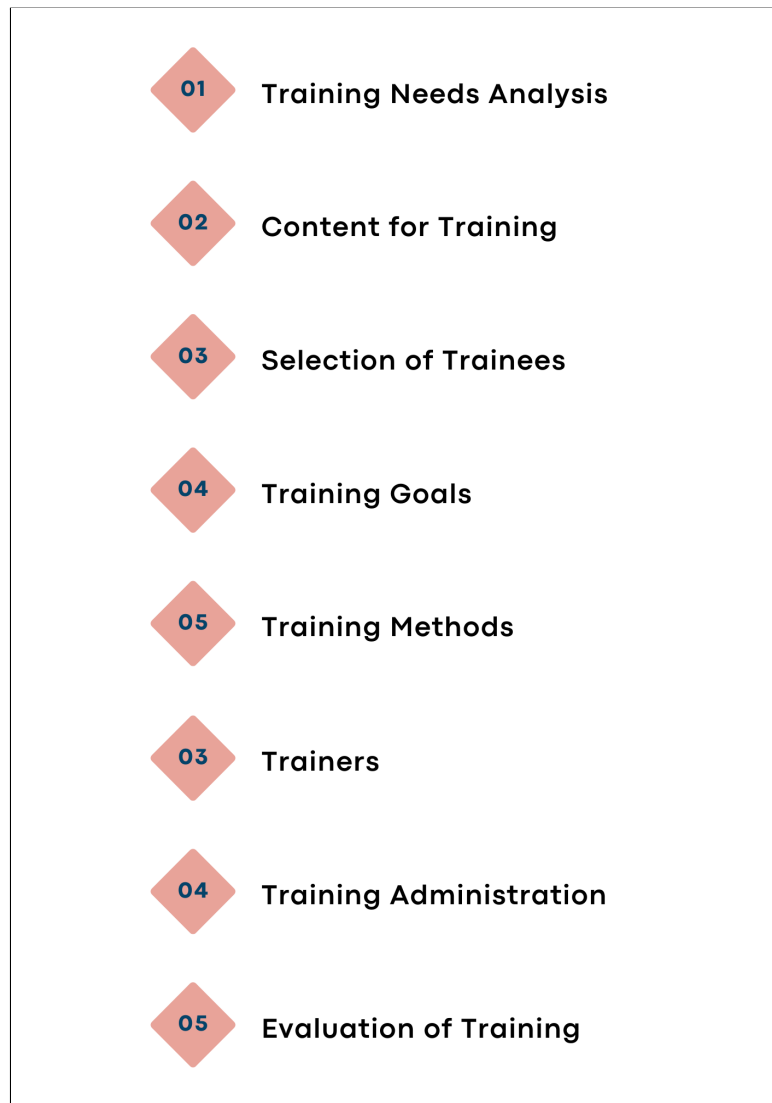 01 Training Needs Analysis
02 Content for Training
03 Selection of Trainees
04 Training Goals
05 Training Methods
03 Trainers
04 Training Administration
05 Evaluation of Training